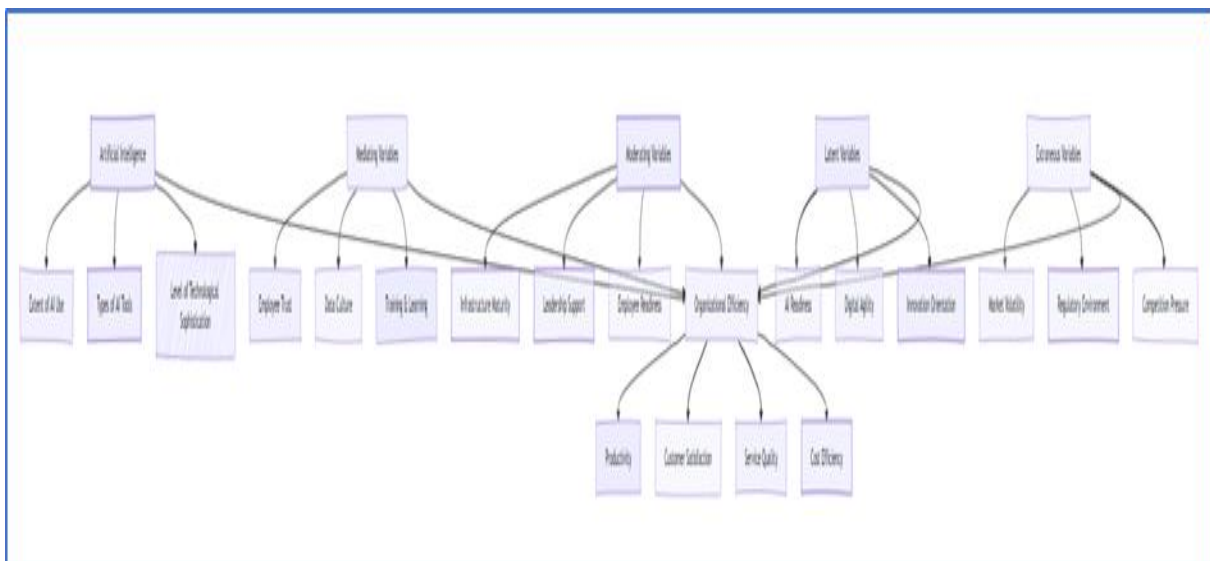 Artificial Intelligence
Mediating Variables
Moderating Variables
Latent Variables
Extraneous Variables
Extent of AI Use
Types of AI Tools
Level of Technological
Sophistication
Employee Trust
Data Culture
Training & Learning
Infrastructure Maturity
Leadership Support
Employee Readiness
Organizational Efficiency
AI Readiness
Digital Agility
Innovation Orientation
Market Volatility
Regulatory Environment
Competition Pressure
Productivity
Customer Satisfaction
Service Quality
Cost Efficiency